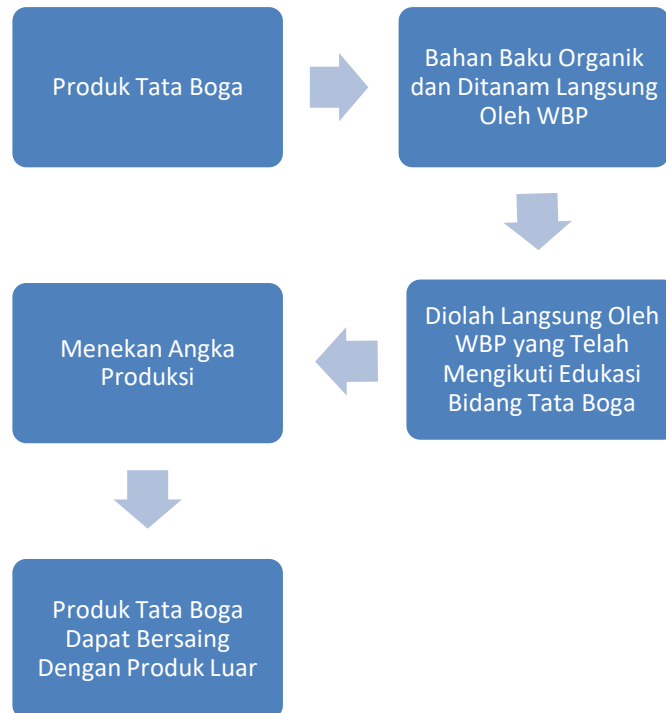 Produk Tata Boga
Bahan Baku Organik
dan Ditanam Langsung
Oleh WBP
Diolah Langsung Oleh
WBP yang Telah
Mengikuti Edukasi
Bidang Tata Boga
Menekan Angka
Produksi
Produk Tata Boga
Dapat Bersaing
Dengan Produk Luar